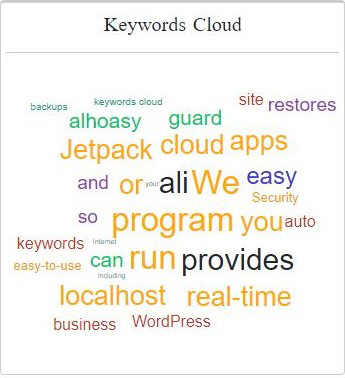 Keywords Cloud
backups keywords cloud site restores
alhoasy guard
Jetpack cloud apps
and or your ali We easy
Security
so program you auto
keywords internet
easy-to-use can run provides
including
localhost real-time
business WordPress